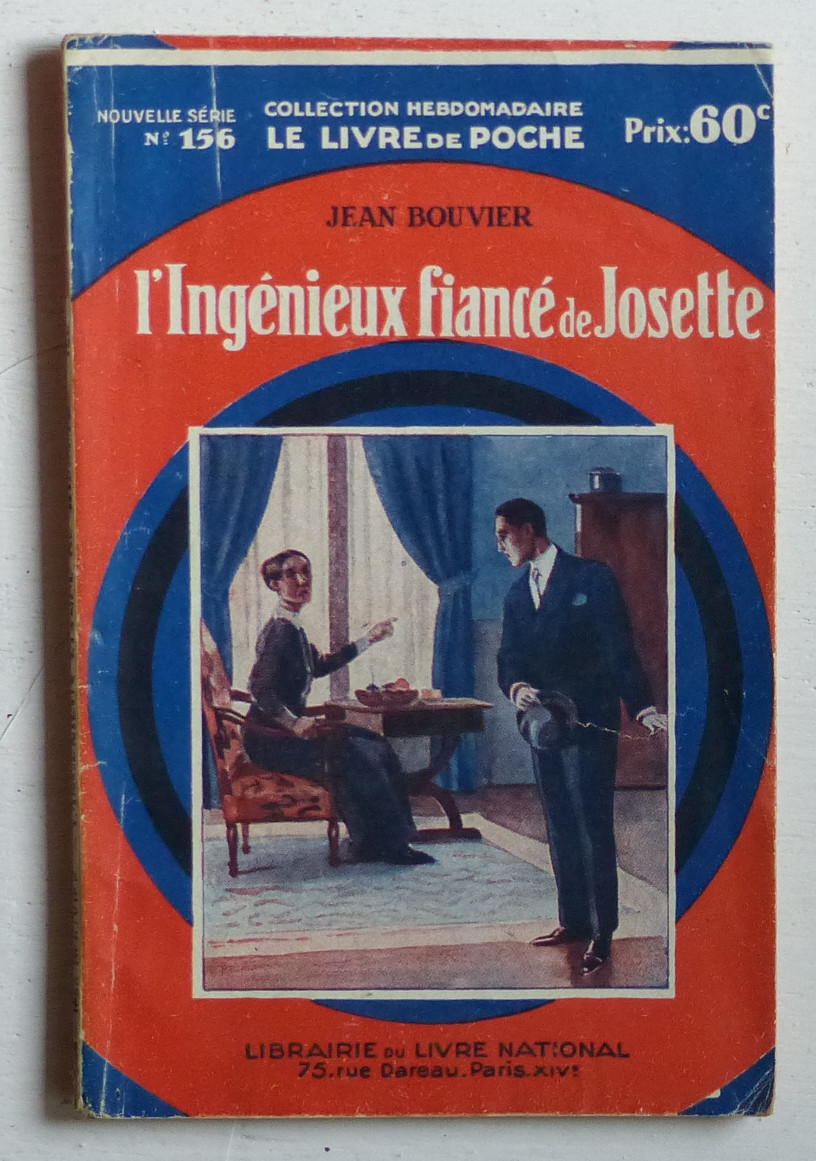 NOUVELLE SÉRIE
Nº 156
COLLECTION HEBDOMADAIRE
LE LIVRE DE POCHE
Prix: 60c
JEAN BOUVIER
l'Ingénieux fiancé de Josette
LIBRAIRIE DU LIVRE NATIONAL
75. rue Dareau. Paris. XIVe